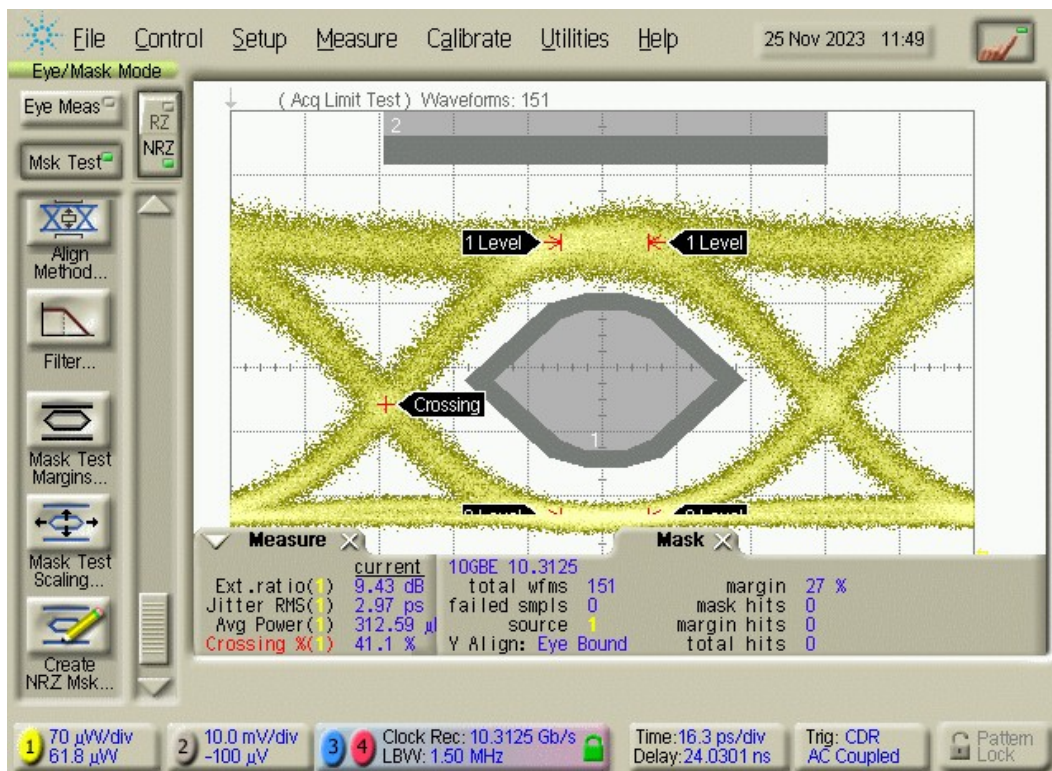 File Control Setup Measure Calibrate Utilities Help 25 Nov 2023 11:49
Eye/Mask Mode
Eye Meas
RZ
NRZ
Msk Test
Align
Method...
Filter...
Mask Test
Margins...
Mask Test
Scaling...
Create
NRZ Msk...
( Acq Limit Test ) Waveforms: 151
2
1 Level 1 Level
Crossing
1
Measure
current
Ext.ratio(1) 9.43 dB
Jitter RMS(1) 2.97 ps
Avg Power(1) 312.59 µ
Crossing %(1) 41.1 %
Mask
10GBE 10.3125
total wfms 151 margin 27 %
failed smpls 0 mask hits 0
source 1 margin hits 0
Y Align: Eye Bound total hits 0
1 70 µW/div
61.8 µW
2 10.0 mV/div
-100 µV
3 4 Clock Rec: 10.3125 Gb/s
LBW: 1.50 MHz
Time:16.3 ps/div
Delay:24.0301 ns
Trig: CDR
AC Coupled
Pattern
Lock